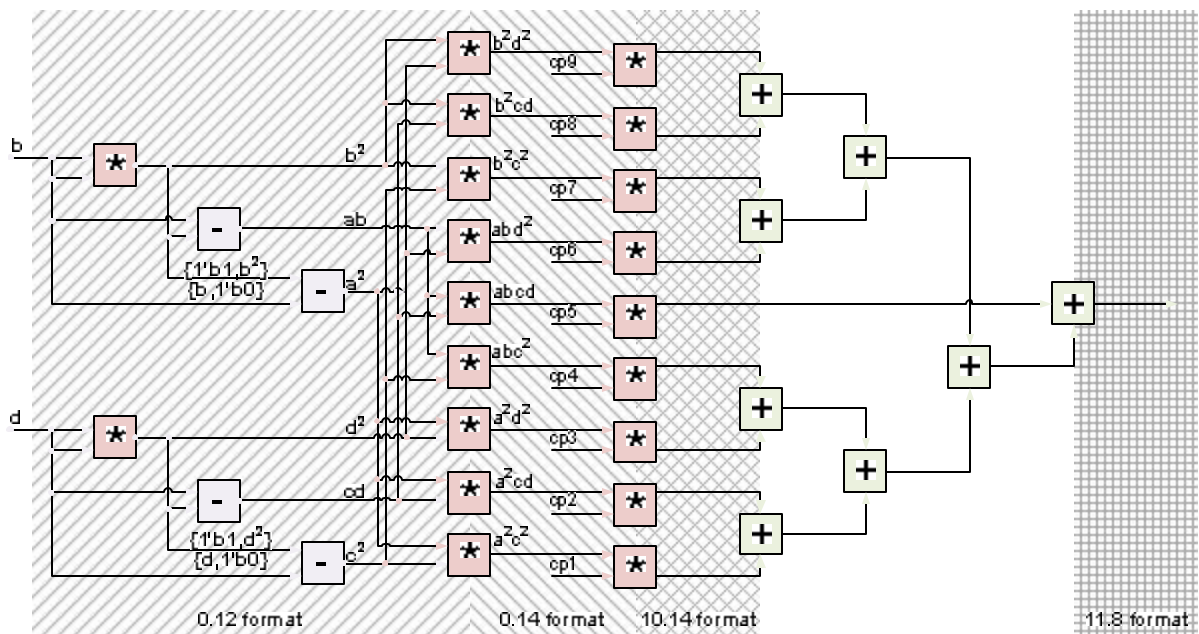 b²d²
cp9
b²cd
cp8
b
b²
b²c²
cp7
ab
abd²
cp6
{1'b1,b²}
{b,1'b0}
a²
abcd
cp5
abc²
cp4
d
d²
a²d²
cp3
cd
a²cd
cp2
{1'b1,d²}
{d,1'b0}
c²
a²c²
cp1
0.12 format
0.14 format
10.14 format
11.8 format